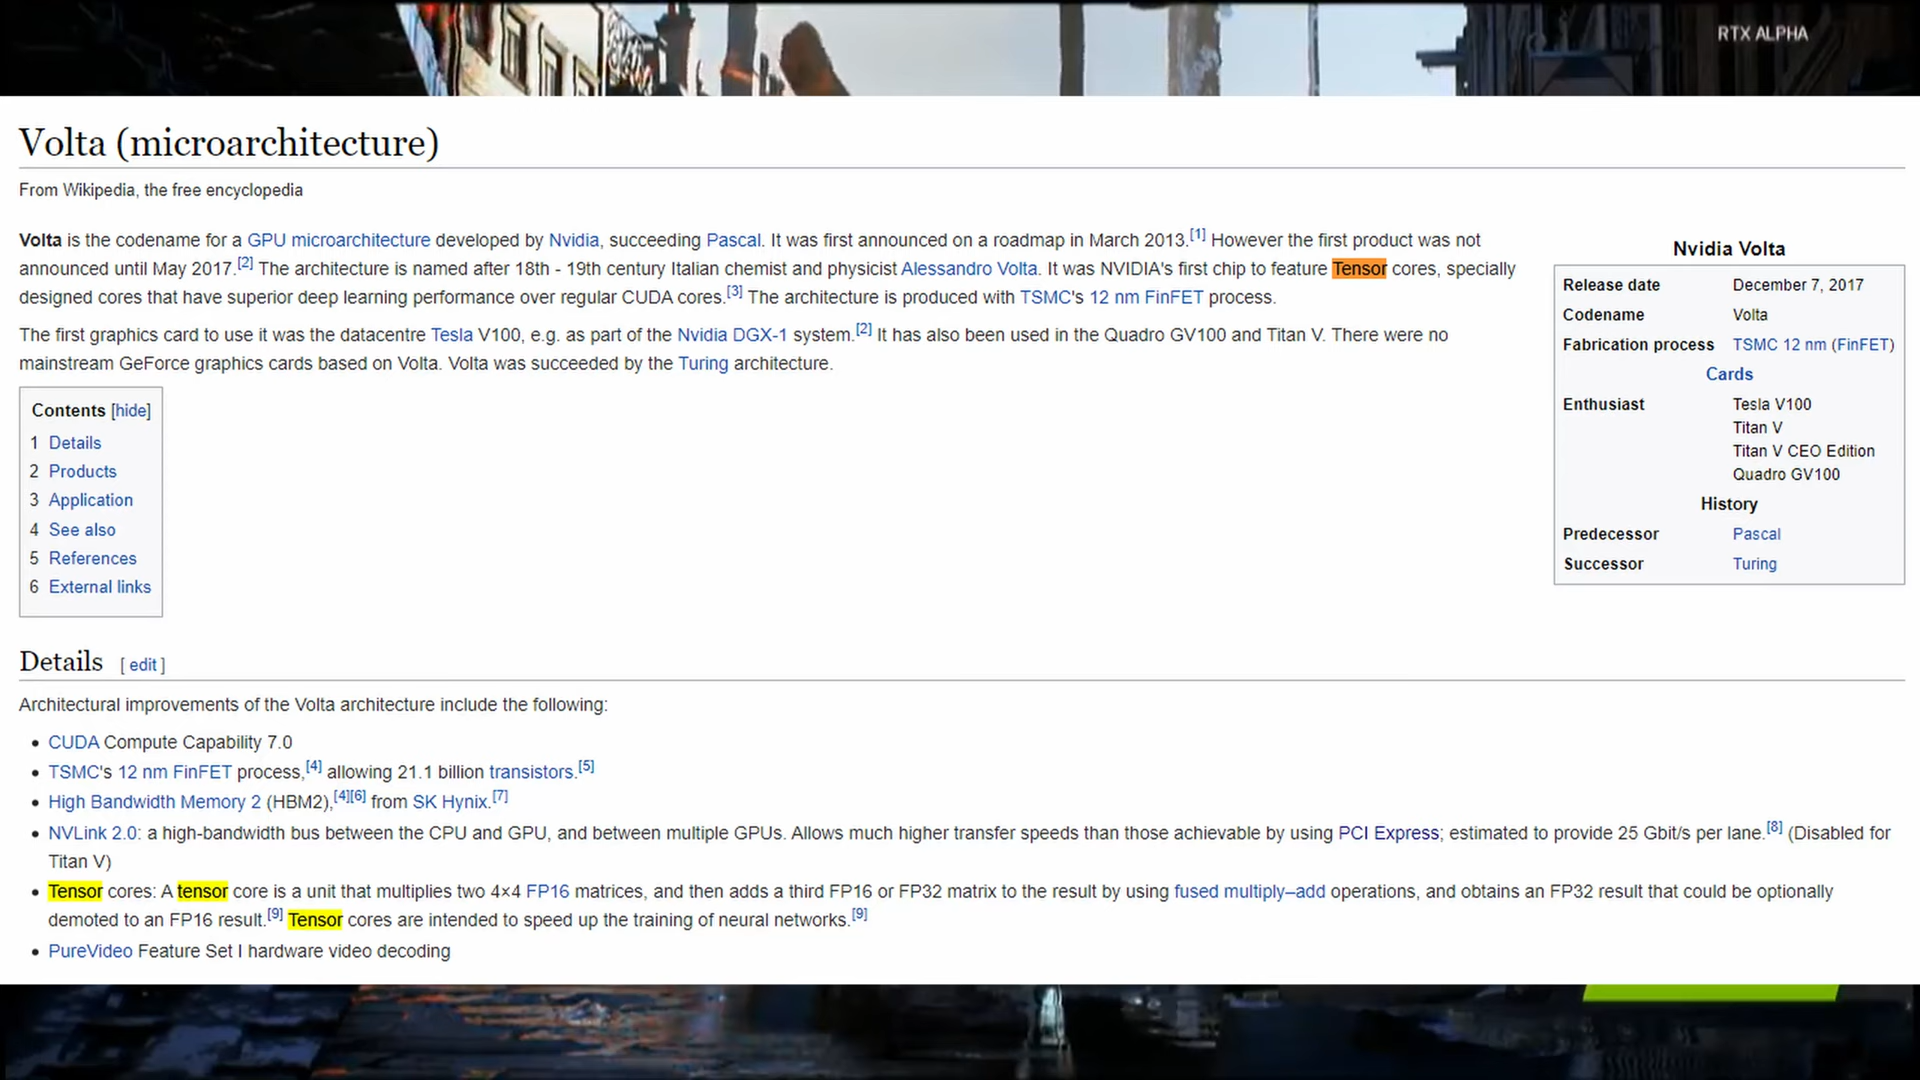 RTX ALPHA
Volta (microarchitecture)
From Wikipedia, the free encyclopedia
Volta is the codename for a GPU microarchitecture developed by Nvidia, succeeding Pascal. It was first announced on a roadmap in March 2013.[1] However the first product was not
announced until May 2017.[2] The architecture is named after 18th - 19th century Italian chemist and physicist Alessandro Volta. It was NVIDIA's first chip to feature Tensor cores, specially
designed cores that have superior deep learning performance over regular CUDA cores.[3] The architecture is produced with TSMC's 12 nm FinFET process.
The first graphics card to use it was the datacentre Tesla V100, e.g. as part of the Nvidia DGX-1 system.[2] It has also been used in the Quadro GV100 and Titan V. There were no
mainstream GeForce graphics cards based on Volta. Volta was succeeded by the Turing architecture.
Nvidia Volta
Release date December 7, 2017
Codename Volta
Fabrication process TSMC 12 nm (FinFET)
Cards
Enthusiast Tesla V100
Titan V
Titan V CEO Edition
Quadro GV100
History
Predecessor Pascal
Successor Turing
Contents [hide]
1 Details
2 Products
3 Application
4 See also
5 References
6 External links
Details [ edit ]
Architectural improvements of the Volta architecture include the following:
• CUDA Compute Capability 7.0
• TSMC's 12 nm FinFET process,[4] allowing 21.1 billion transistors.[5]
• High Bandwidth Memory 2 (HBM2),[4][6] from SK Hynix.[7]
• NVLink 2.0: a high-bandwidth bus between the CPU and GPU, and between multiple GPUs. Allows much higher transfer speeds than those achievable by using PCI Express; estimated to provide 25 Gbit/s per lane.[8] (Disabled for
Titan V)
• Tensor cores: A tensor core is a unit that multiplies two 4×4 FP16 matrices, and then adds a third FP16 or FP32 matrix to the result by using fused multiply–add operations, and obtains an FP32 result that could be optionally
demoted to an FP16 result.[9] Tensor cores are intended to speed up the training of neural networks.[9]
• PureVideo Feature Set I hardware video decoding